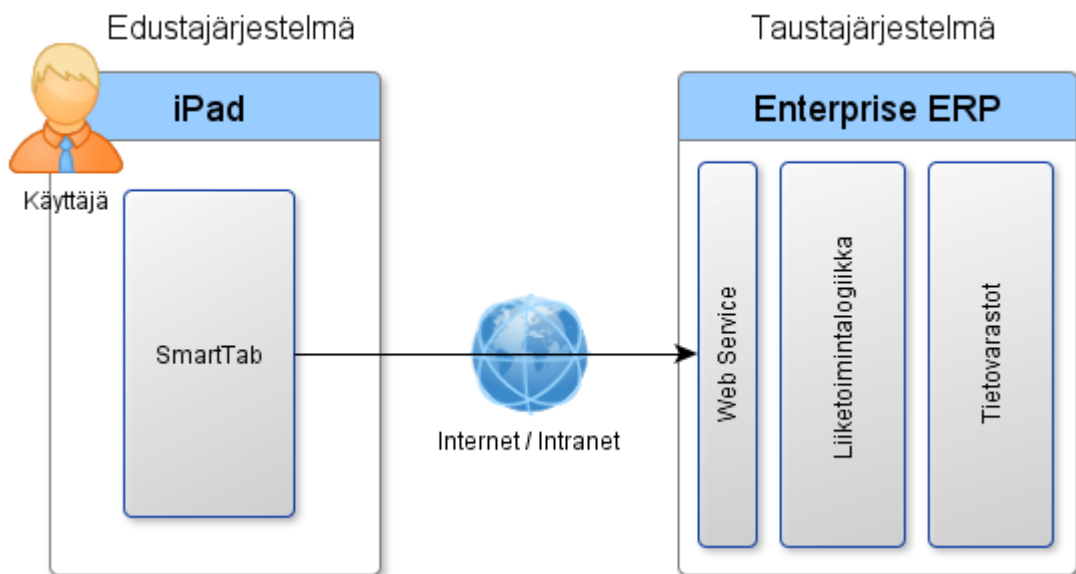 Edustajärjestelmä
Taustajärjestelmä
iPad
Enterprise ERP
Käyttäjä
SmartTab
Internet / Intranet
Web Service
Liiketoimintalogiikka
Tietovarastot